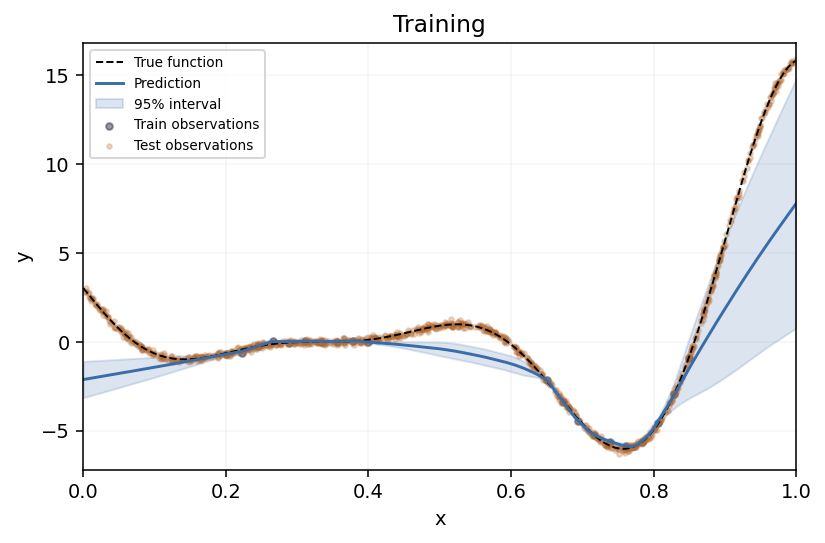 Training
True function
Prediction
95% interval
Train observations
Test observations
15
10
5
0
−5
y
0.0 0.2 0.4 0.6 0.8 1.0
x